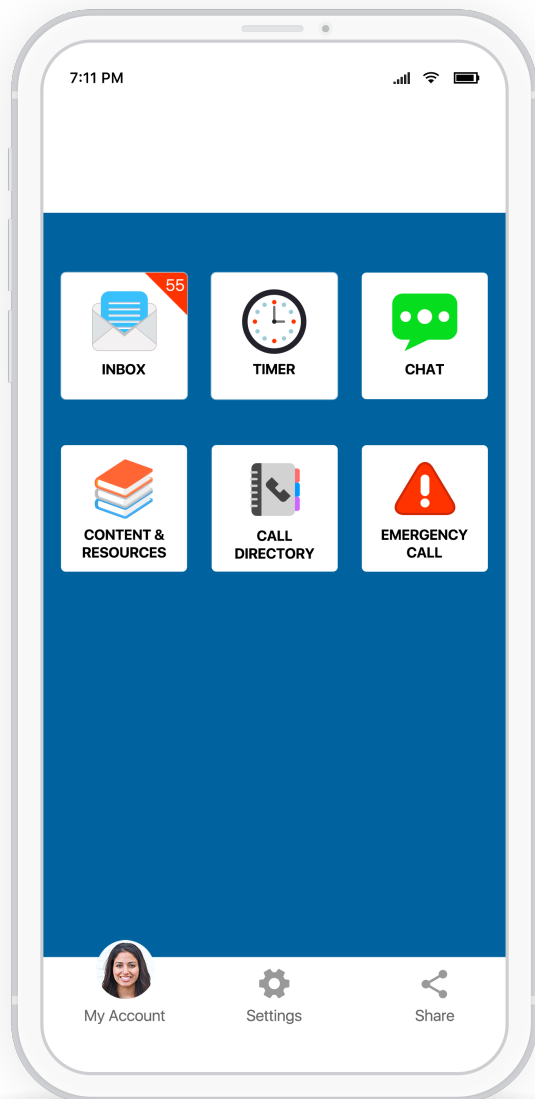 7:11 PM
55
INBOX
TIMER
CHAT
CONTENT &
RESOURCES
CALL
DIRECTORY
EMERGENCY
CALL
My Account
Settings
Share